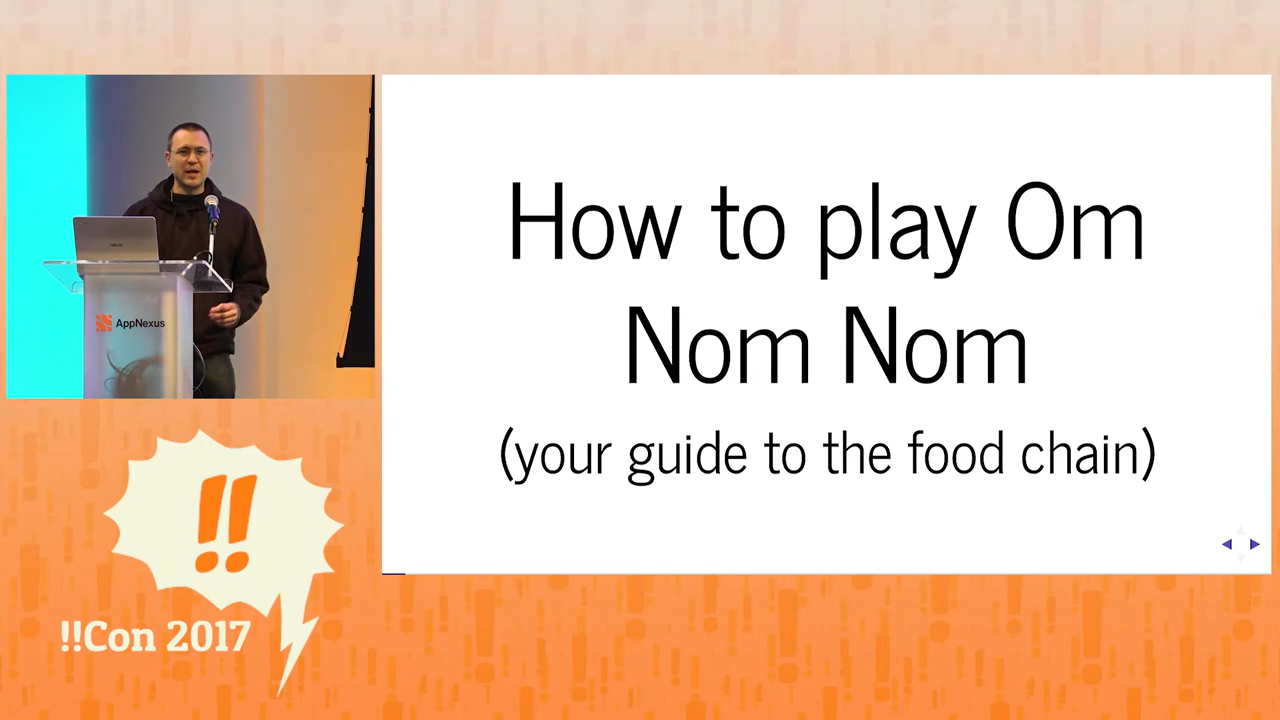 How to play Om
Nom Nom
(your guide to the food chain)
AppNexus
!!
!!Con 2017